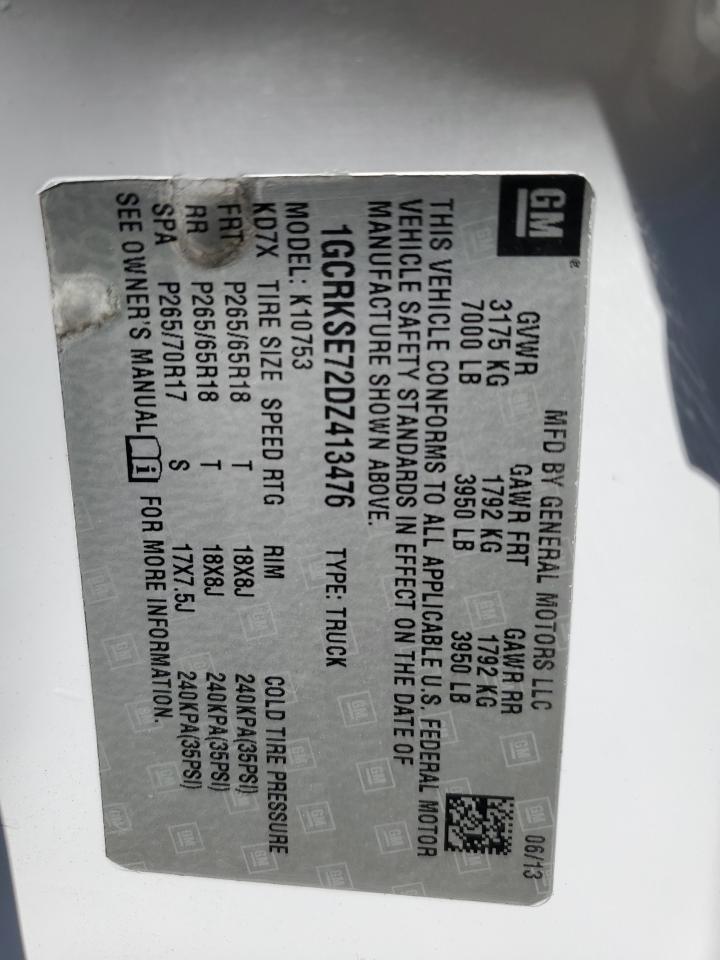 GM
MFD BY GENERAL MOTORS LLC 06/13
GVWR GAWR FRT GAWR RR
3175 KG 1792 KG 1792 KG
7000 LB 3950 LB 3950 LB
THIS VEHICLE CONFORMS TO ALL APPLICABLE U.S. FEDERAL MOTOR
VEHICLE SAFETY STANDARDS IN EFFECT ON THE DATE OF
MANUFACTURE SHOWN ABOVE.
1GCRKSE72DZ413476 TYPE: TRUCK
MODEL: K10753
KD7X TIRE SIZE SPEED RTG RIM COLD TIRE PRESSURE
FRT P265/65R18 T 18X8J 240KPA(35PSI)
RR P265/65R18 T 18X8J 240KPA(35PSI)
SPA P265/70R17 S 17X7.5J 240KPA(35PSI)
SEE OWNER'S MANUAL i FOR MORE INFORMATION.